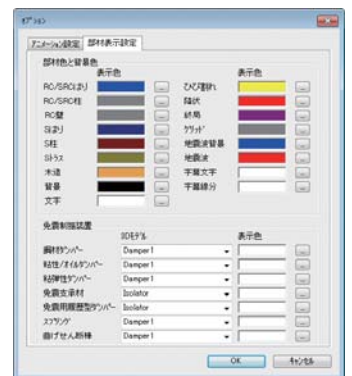 オプション
アニメーション設定 部材表示設定
部材色と背景色
表示色 表示色
RC/SRCはり ... ひび割れ ...
RC/SRC柱 ... 降伏 ...
RC壁 ... 終局 ...
Sはり ... グリッド ...
S柱 ... 地震波背景 ...
Sトラス ... 地震波 ...
木造 ... 字幕文字 ...
背景 ... 字幕線分 ...
文字 ...
免震制振装置
3Dモデル 表示色
鋼材ダンパー Damper1 ...
粘性/オイルダンパー Damper1 ...
粘弾性ダンパー Damper1 ...
免震支承材 Isolator ...
免震用履歴型ダンパー Isolator ...
スプリング Damper1 ...
曲げせん断棒 Damper1 ...
OK キャンセル